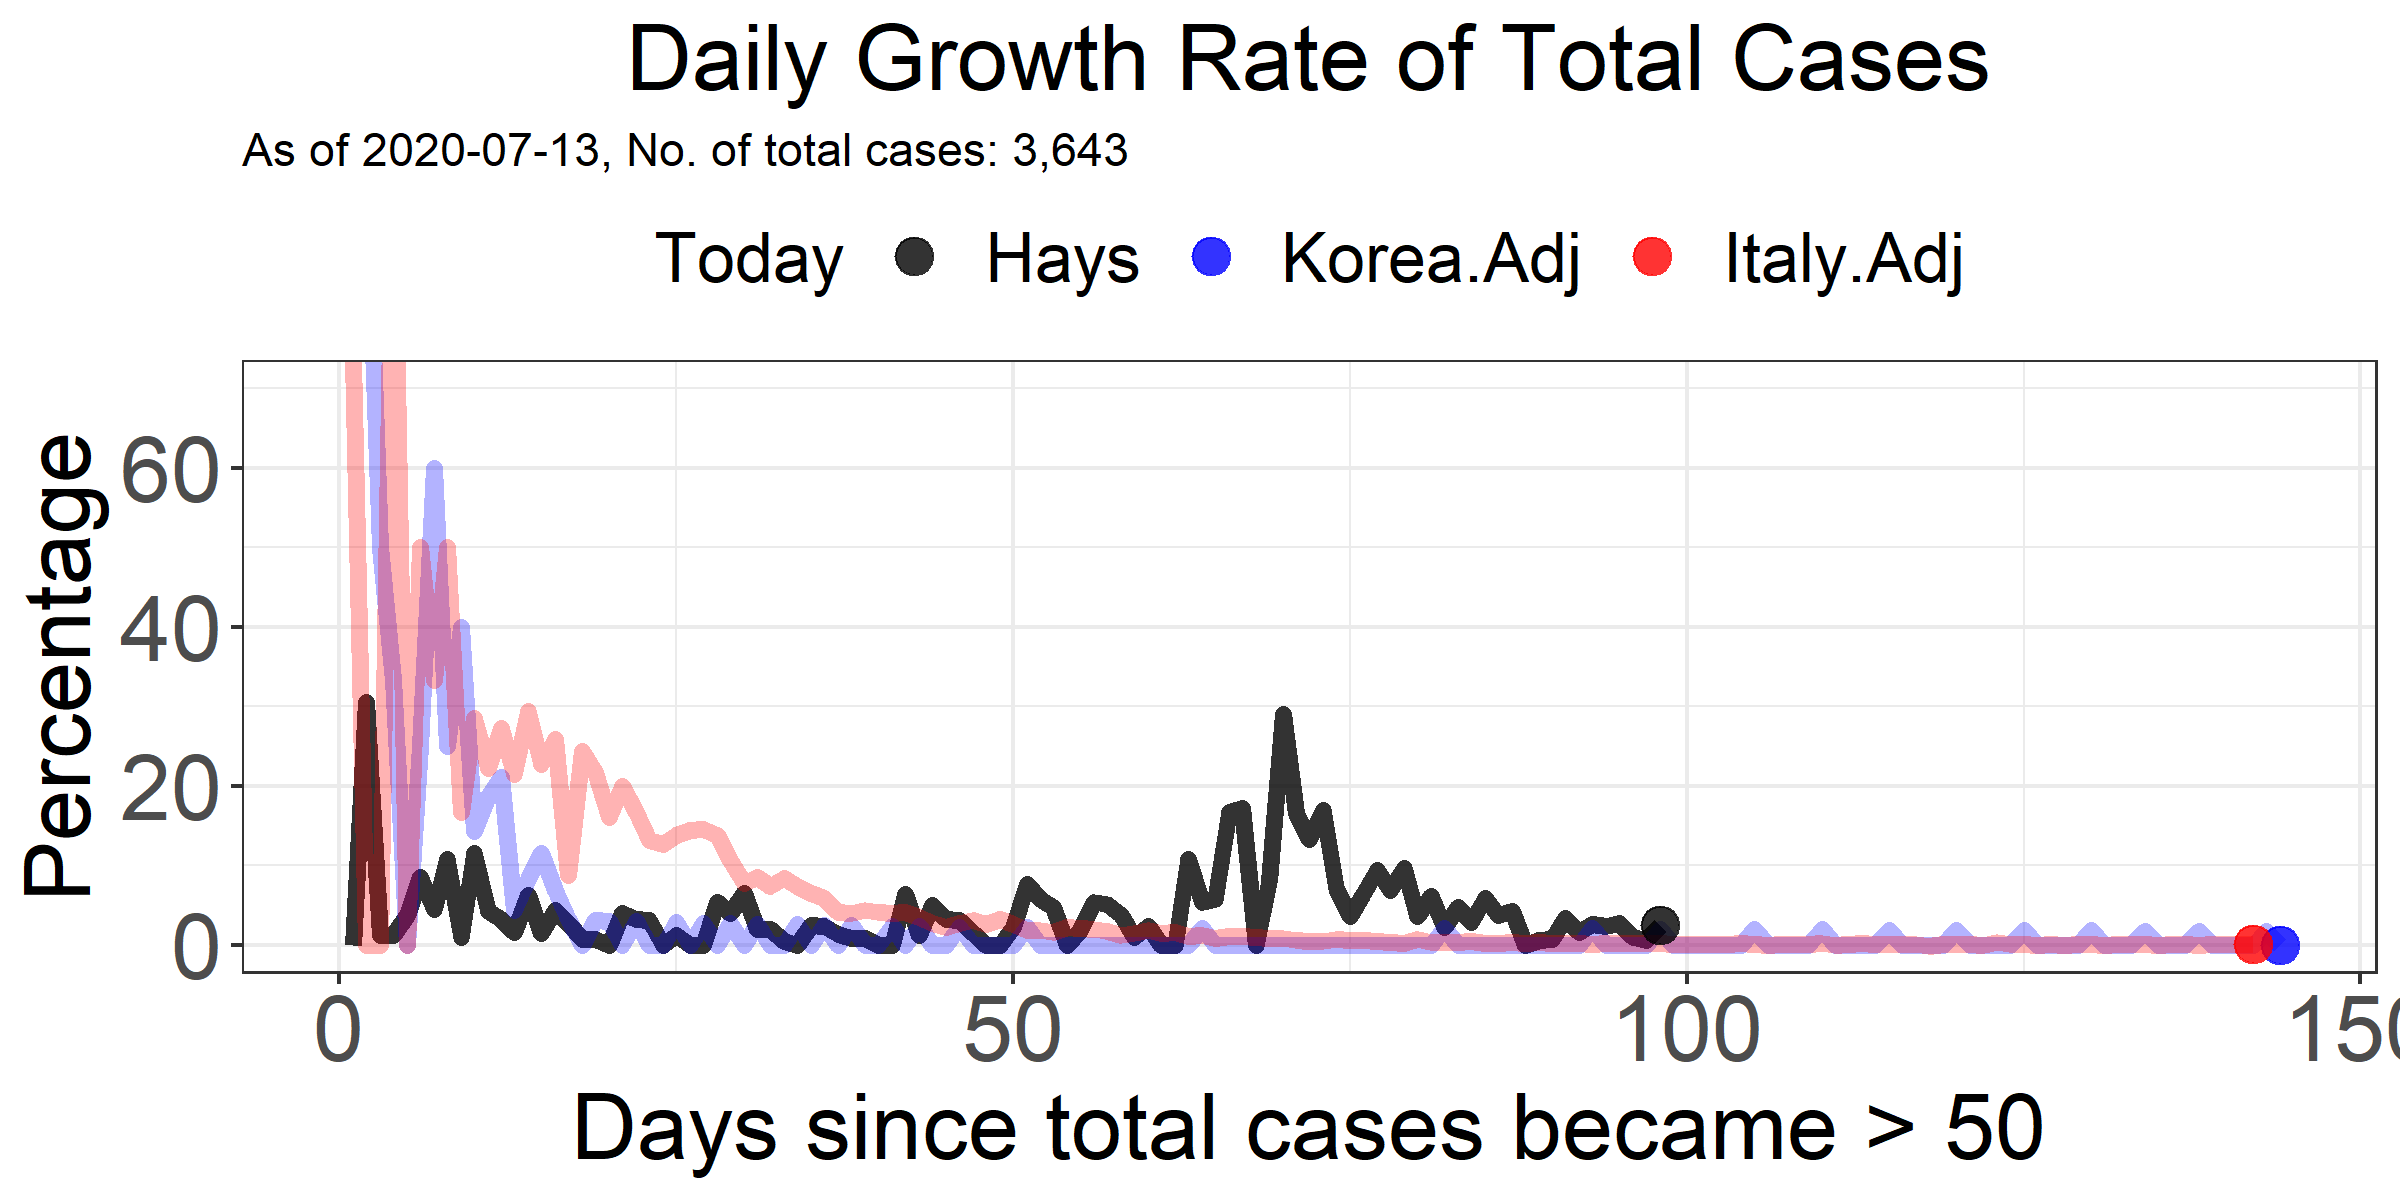 Daily Growth Rate of Total Cases
As of 2020-07-13, No. of total cases: 3,643
Today Hays Korea.Adj Italy.Adj
Percentage
60
40
20
0
0 50 100 150
Days since total cases became > 50